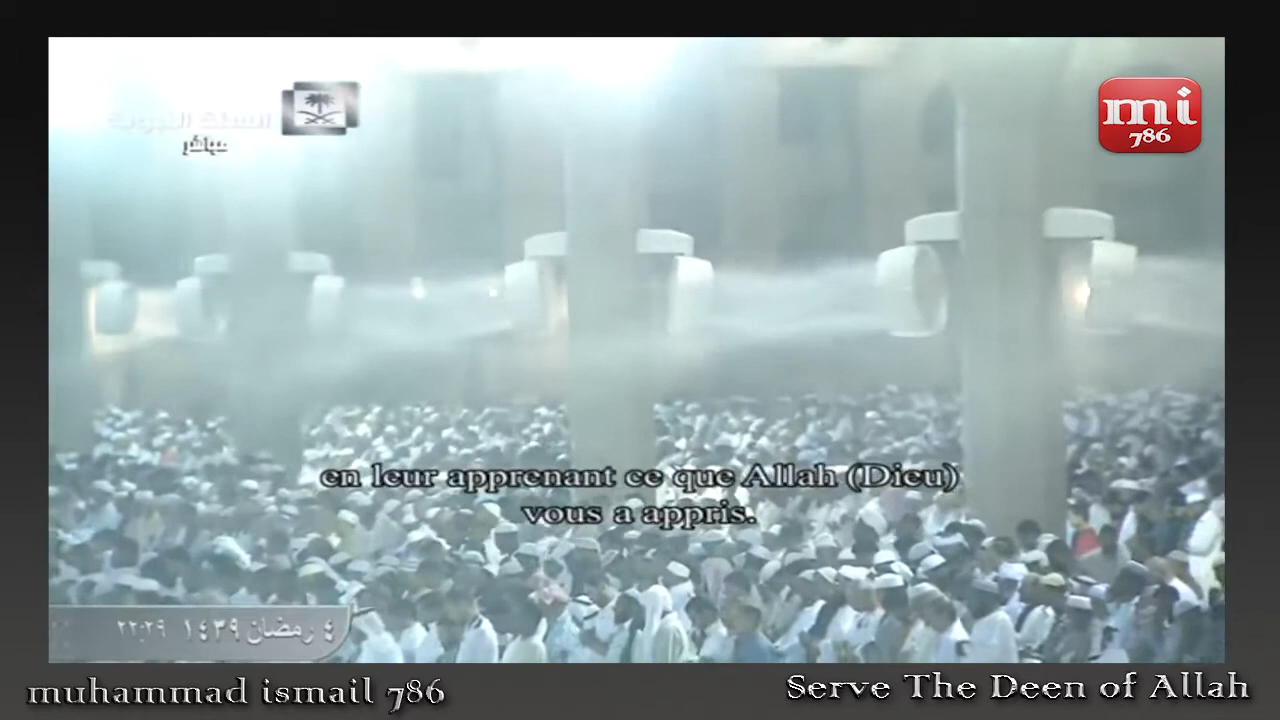 السنة النبوية
مباشر
mi
786
en leur apprenant ce que Allah (Dieu)
vous a appris.
٤ رمضان ١٤٣٩ ٢٢:٢٩
muhammad ismail 786
Serve The Deen of Allah